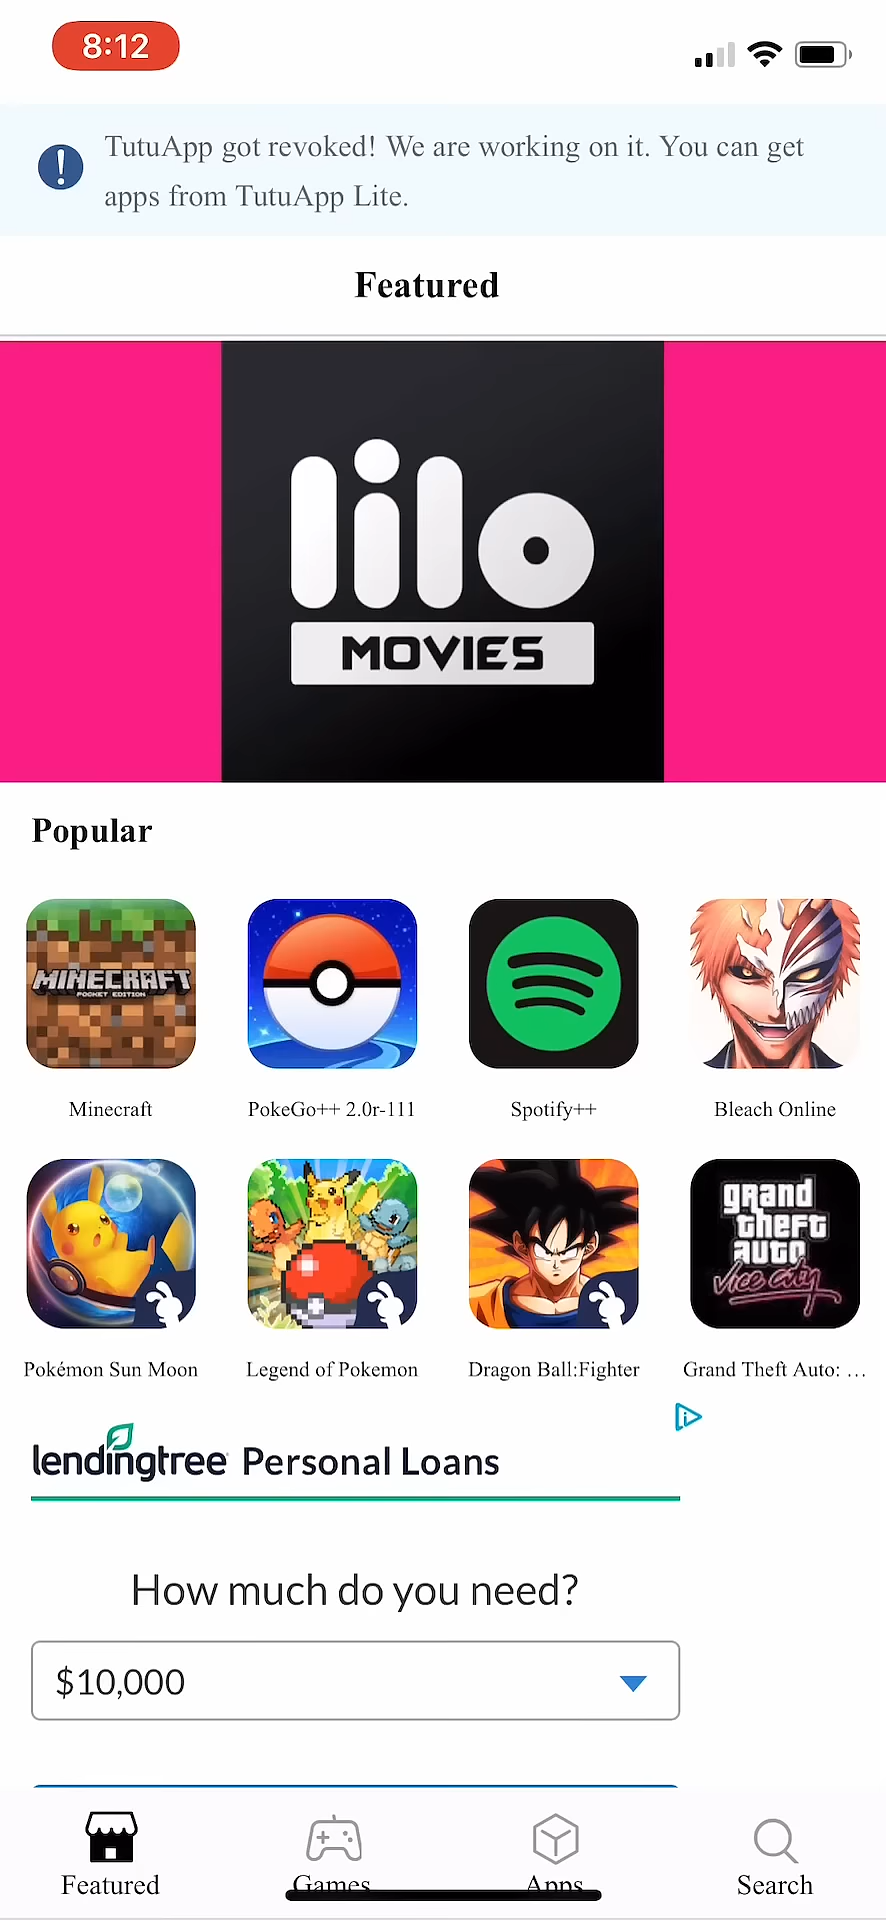 8:12
TutuApp got revoked! We are working on it. You can get
apps from TutuApp Lite.
Featured
lilo
MOVIES
Popular
MINECRAFT
POCKET EDITION
Minecraft
PokeGo++ 2.0r-111
Spotify++
Bleach Online
grand
theft
auto
vice city
Pokémon Sun Moon
Legend of Pokemon
Dragon Ball:Fighter
Grand Theft Auto: ...
lendingtree Personal Loans
How much do you need?
$10,000
Featured
Games
Apps
Search